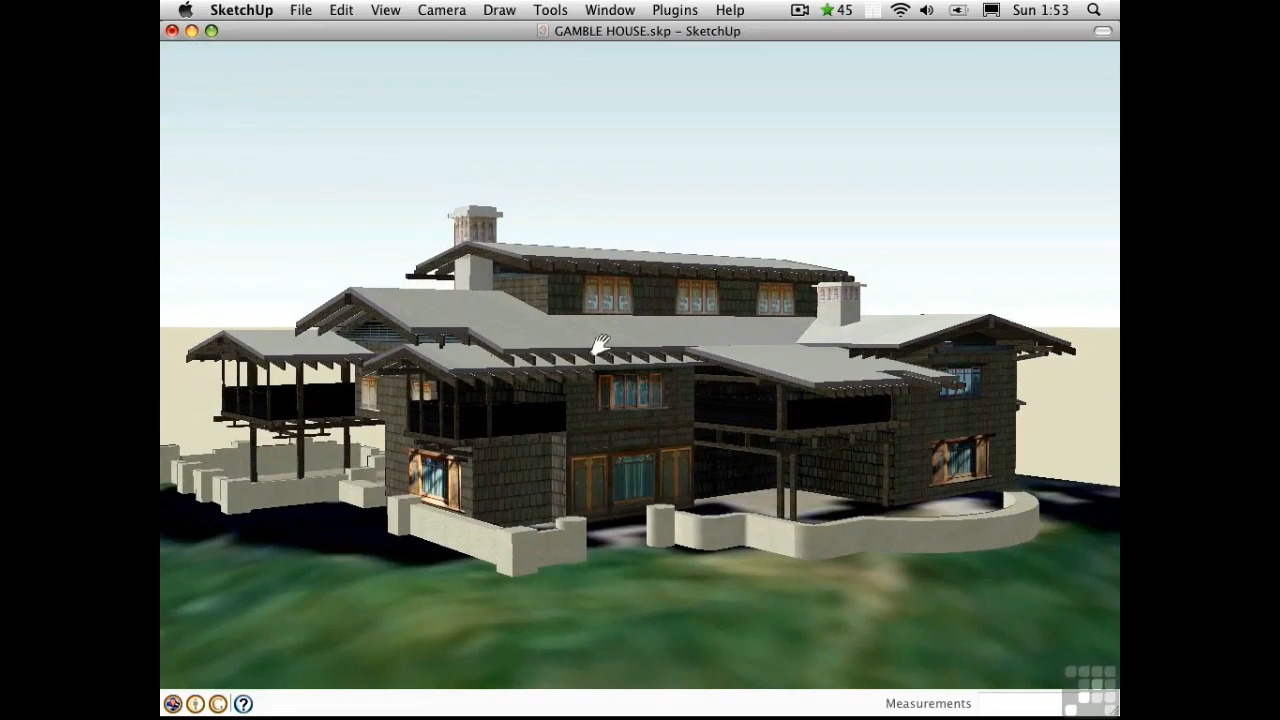 SketchUp File Edit View Camera Draw Tools Window Plugins Help 45 Sun 1:53
GAMBLE HOUSE.skp – SketchUp
Measurements